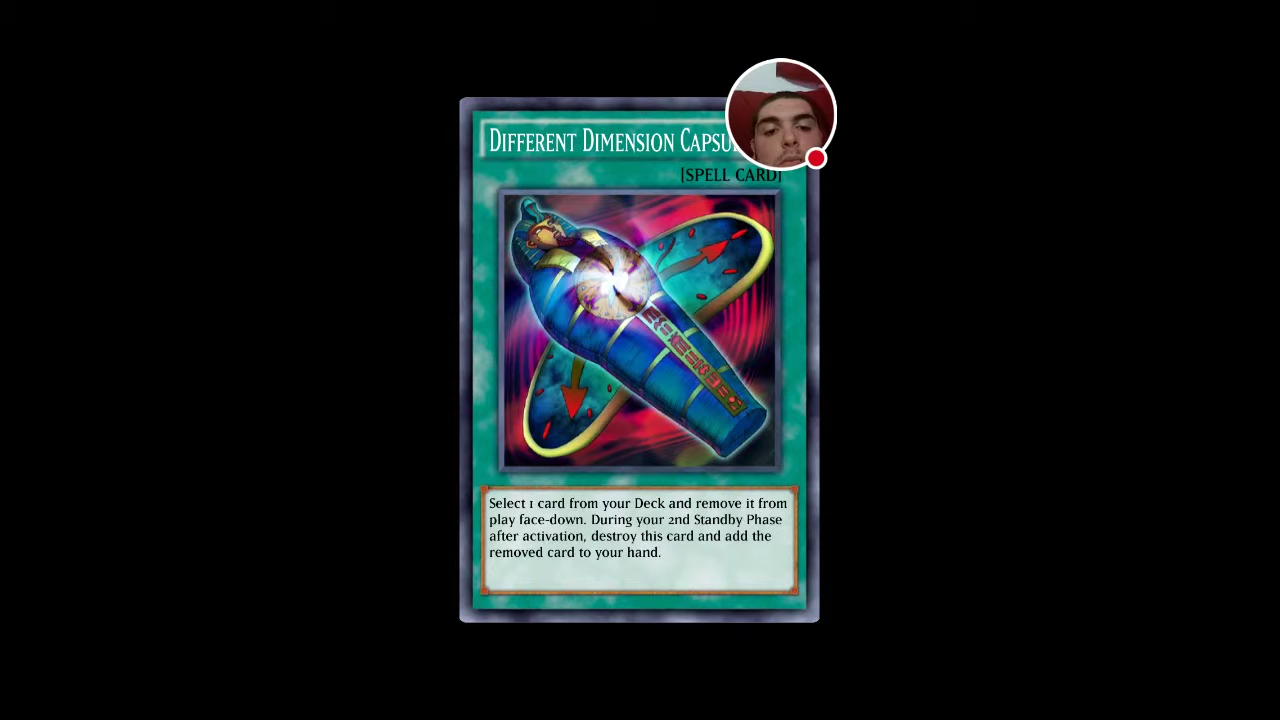 DIFFERENT DIMENSION
[SPELL CARD]
Select 1 card from your Deck and remove it from
play face-down. During your 2nd Standby Phase
after activation, destroy this card and add the
removed card to your hand.